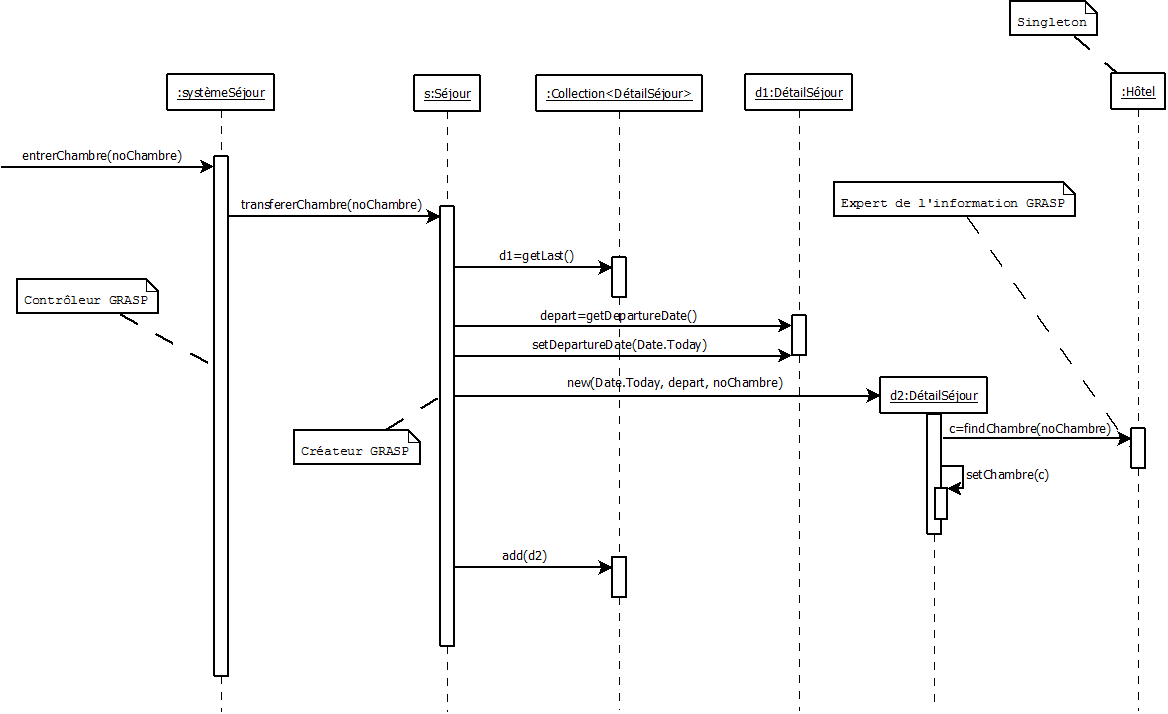 Singleton
:systèmeSéjour
s:Séjour
:Collection<DétailSéjour>
d1:DétailSéjour
:Hôtel
entrerChambre(noChambre)
transfererChambre(noChambre)
Expert de l'information GRASP
d1=getLast()
Contrôleur GRASP
depart=getDepartureDate()
setDepartureDate(Date.Today)
new(Date.Today, depart, noChambre)
d2:DétailSéjour
c=findChambre(noChambre)
Créateur GRASP
setChambre(c)
add(d2)